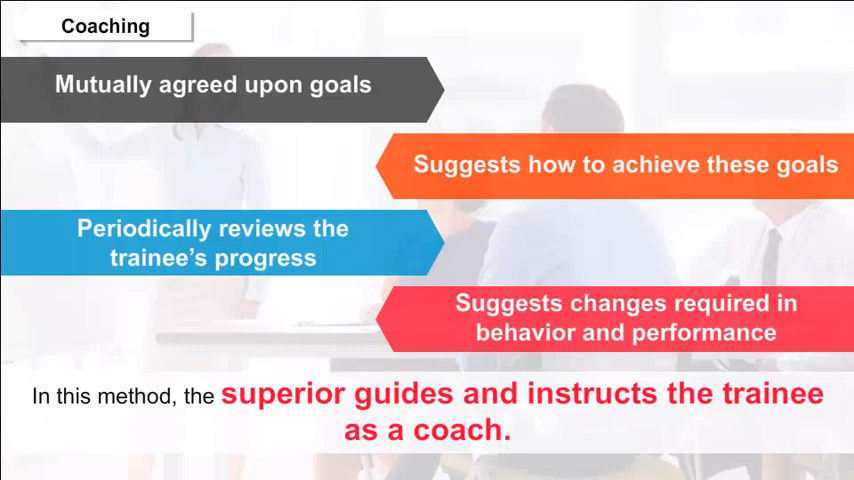 Coaching
Mutually agreed upon goals
Suggests how to achieve these goals
Periodically reviews the
trainee’s progress
Suggests changes required in
behavior and performance
In this method, the superior guides and instructs the trainee
as a coach.